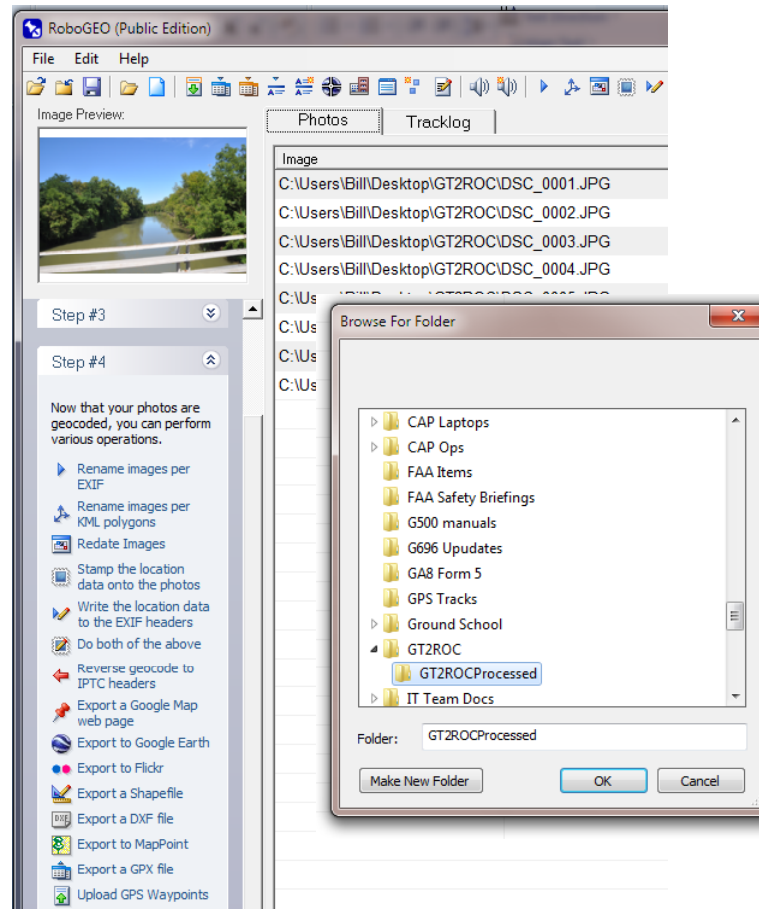 RoboGEO (Public Edition)
File Edit Help
Image Preview:
Photos Tracklog
Image
C:\Users\Bill\Desktop\GT2ROC\DSC_0001.JPG
C:\Users\Bill\Desktop\GT2ROC\DSC_0002.JPG
C:\Users\Bill\Desktop\GT2ROC\DSC_0003.JPG
C:\Users\Bill\Desktop\GT2ROC\DSC_0004.JPG
C:\Us
C:\Us
C:\Us
C:\Us
Step #3
Step #4
Now that your photos are
geocoded, you can perform
various operations.
Rename images per
EXIF
Rename images per
KML polygons
Redate Images
Stamp the location
data onto the photos
Write the location data
to the EXIF headers
Do both of the above
Reverse geocode to
IPTC headers
Export a Google Map
web page
Export to Google Earth
Export to Flickr
Export a Shapefile
Export a DXF file
Export to MapPoint
Export a GPX file
Upload GPS Waypoints
Browse For Folder
CAP Laptops
CAP Ops
FAA Items
FAA Safety Briefings
G500 manuals
G696 Upudates
GA8 Form 5
GPS Tracks
Ground School
GT2ROC
GT2ROCProcessed
IT Team Docs
Folder: GT2ROCProcessed
Make New Folder OK Cancel